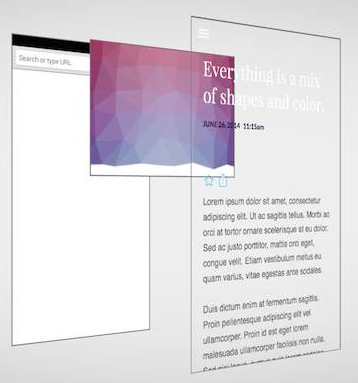 Search or type URL
Everything is a mix
of shapes and color.
JUNE 26, 2014 11:15am
Lorem ipsum dolor sit amet, consectetur
adipiscing elit. Ut ac sagittis tellus. Morbi ac
orci at tortor ornare scelerisque at eu dolor.
Sed ac justo porttitor, mattis orci eget,
congue velit. Etiam vestibulum metus eu
quam varius, vitae egestas ante sodales.
Duis dictum enim at fermentum sagittis.
Proin pellentesque adipiscing elit vel
ullamcorper. Proin id est eget lorem
malesuada ullamcorper facilisis non nulla.